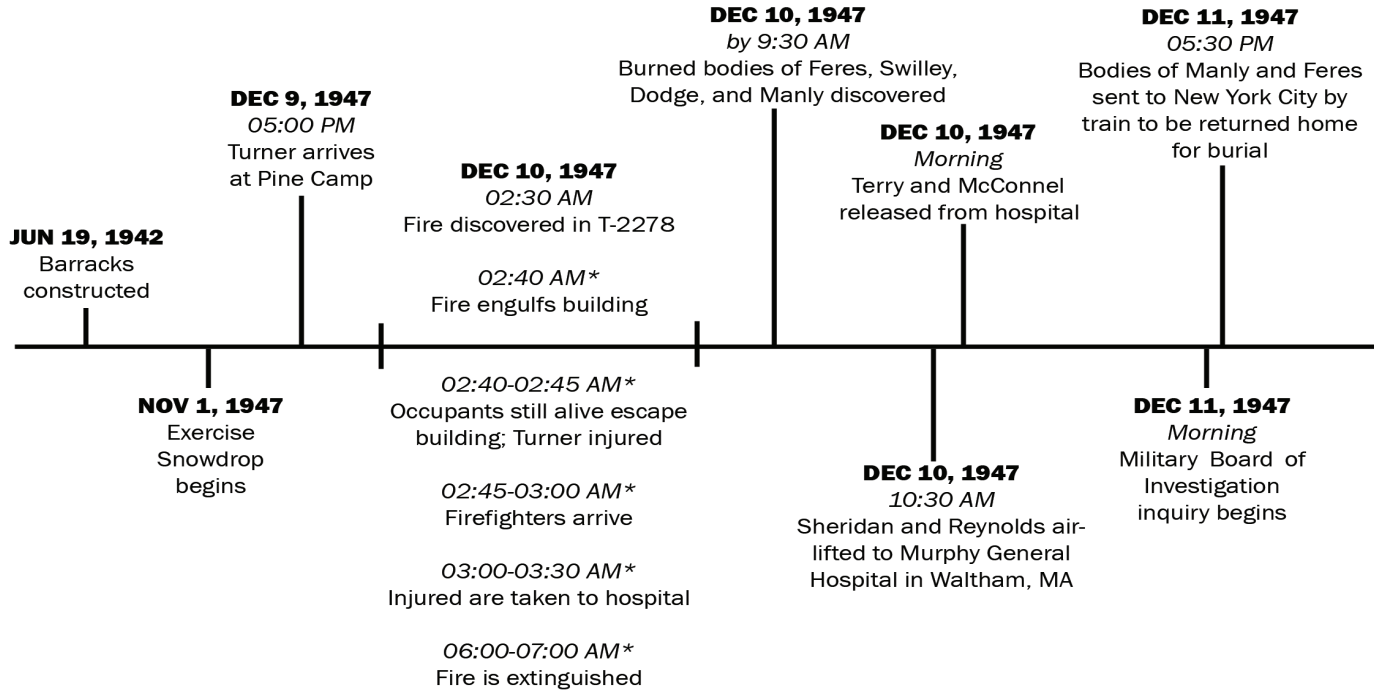 JUN 19, 1942
Barracks
constructed
NOV 1, 1947
Exercise
Snowdrop
begins
DEC 9, 1947
05:00 PM
Turner arrives
at Pine Camp
DEC 10, 1947
02:30 AM
Fire discovered in T-2278
02:40 AM*
Fire engulfs building
02:40-02:45 AM*
Occupants still alive escape
building; Turner injured
02:45-03:00 AM*
Firefighters arrive
03:00-03:30 AM*
Injured are taken to hospital
06:00-07:00 AM*
Fire is extinguished
DEC 10, 1947
by 9:30 AM
Burned bodies of Feres, Swilley,
Dodge, and Manly discovered
DEC 10, 1947
10:30 AM
Sheridan and Reynolds air-
lifted to Murphy General
Hospital in Waltham, MA
DEC 10, 1947
Morning
Terry and McConnel
released from hospital
DEC 11, 1947
Morning
Military Board of
Investigation
inquiry begins
DEC 11, 1947
05:30 PM
Bodies of Manly and Feres
sent to New York City by
train to be returned home
for burial